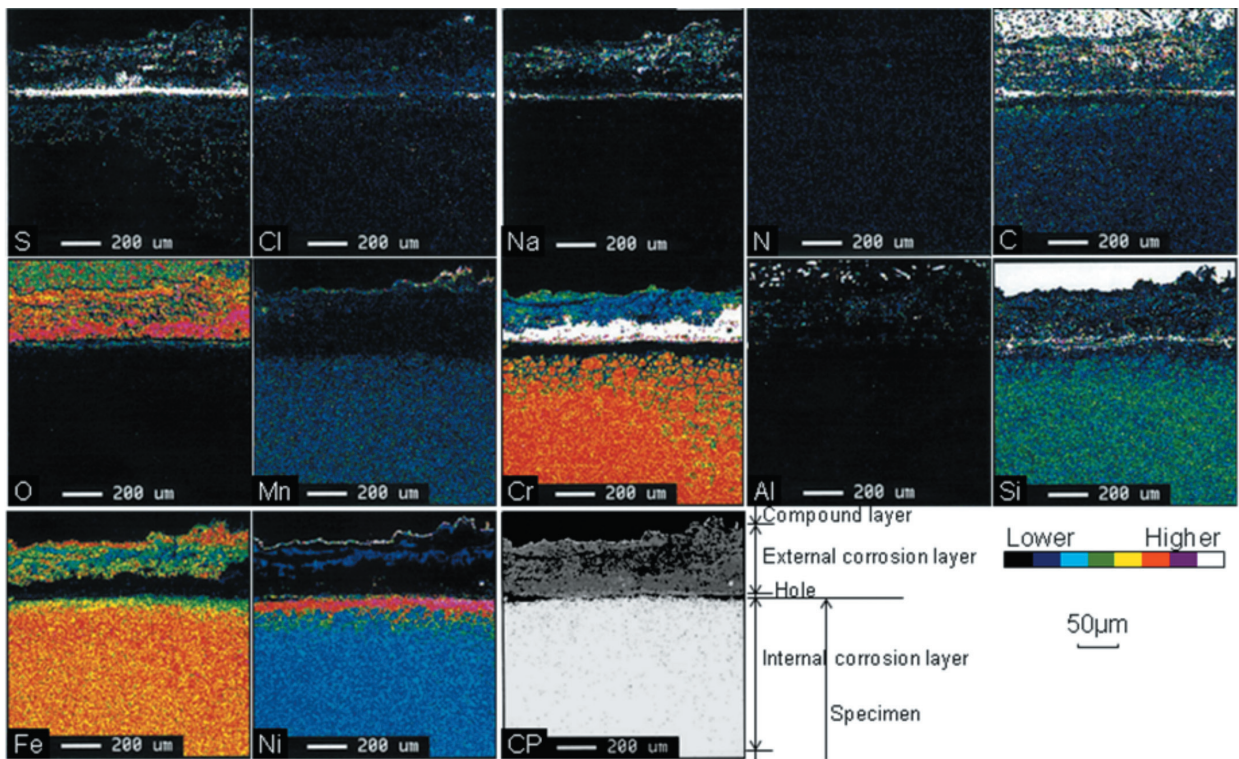 S 200 um
Cl 200 um
Na 200 um
N 200 um
C 200 um
O 200 um
Mn 200 um
Cr 200 um
Al 200 um
Si 200 um
Fe 200 um
Ni 200 um
CP 200 um
Compound layer
External corrosion layer
Hole
Internal corrosion layer
Specimen
Lower Higher
50µm